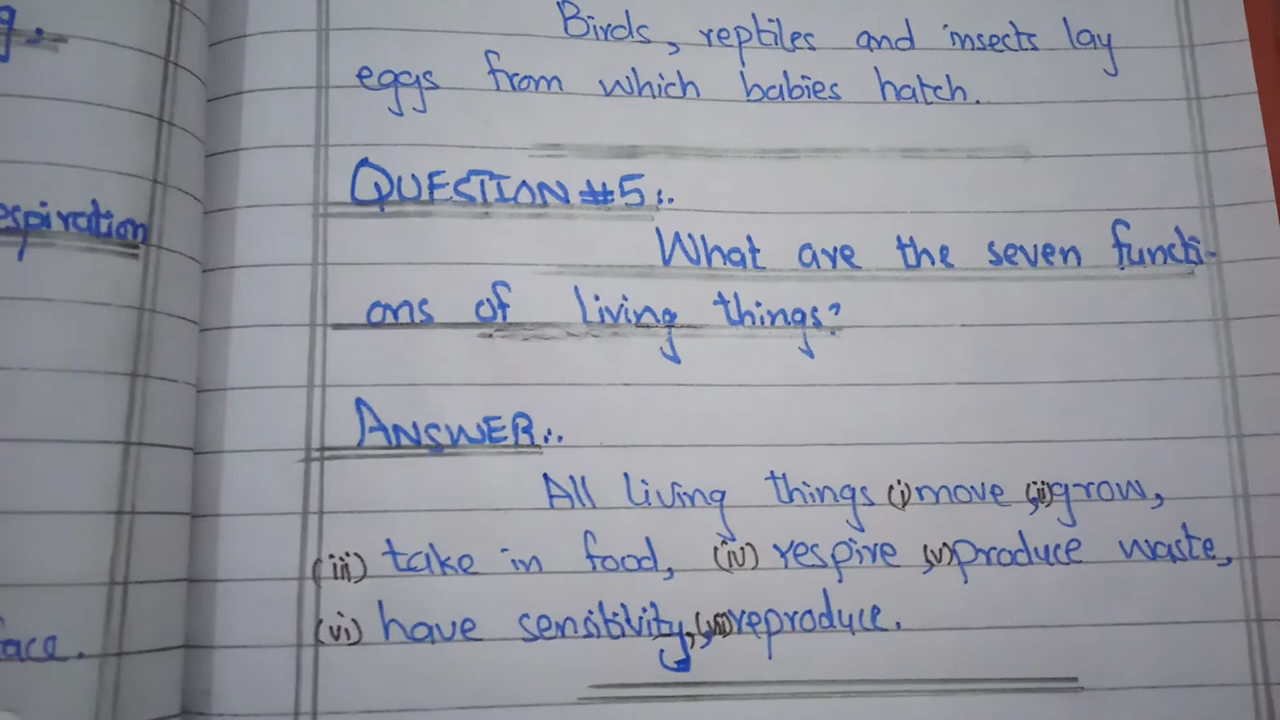 Birds, reptiles and insects lay
eggs from which babies hatch.
QUESTION #5:.
What are the seven functi-
ons of living things?
ANSWER:.
All living things (i) move, (ii) grow,
(iii) take in food, (iv) respire (v) produce waste,
(vi) have sensitivity, (vii) reproduce.